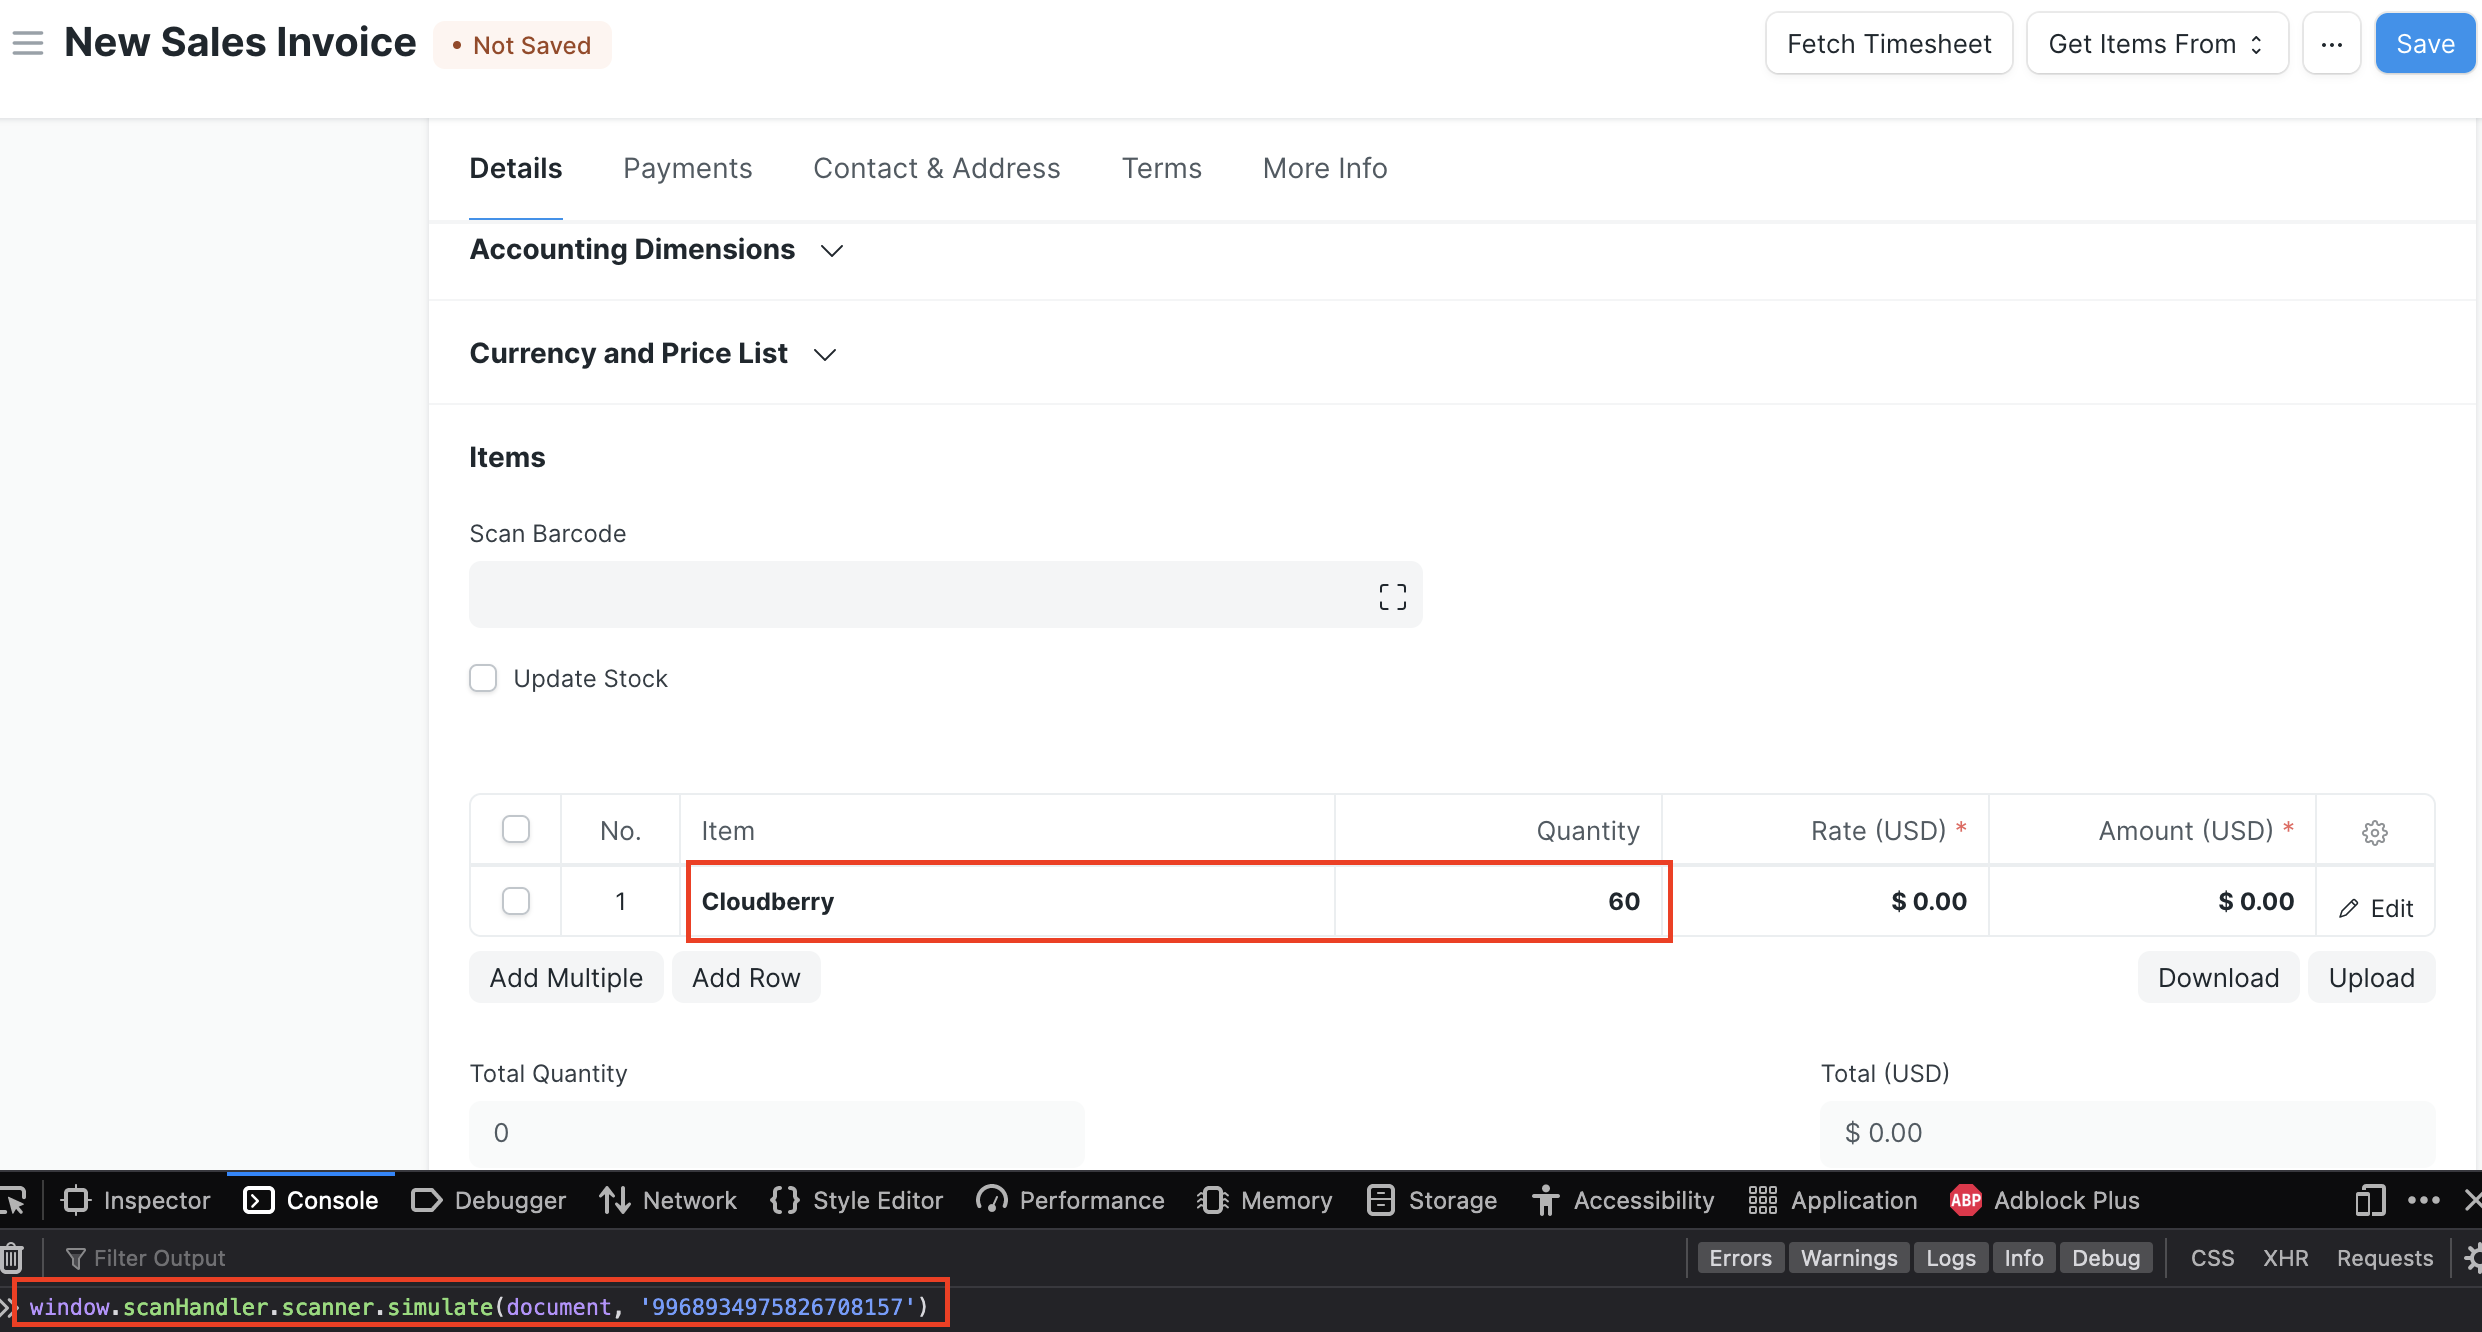 New Sales Invoice • Not Saved Fetch Timesheet Get Items From ··· Save
Details Payments Contact & Address Terms More Info
Accounting Dimensions
Currency and Price List
Items
Scan Barcode
Update Stock
No. Item Quantity Rate (USD) * Amount (USD) *
1 Cloudberry 60 $ 0.00 $ 0.00 Edit
Add Multiple Add Row Download Upload
Total Quantity Total (USD)
0 $ 0.00
Inspector Console Debugger Network {} Style Editor Performance Memory Storage Accessibility Application ABP Adblock Plus
Filter Output Errors Warnings Logs Info Debug CSS XHR Requests
window.scanHandler.scanner.simulate(document, '9968934975826708157')